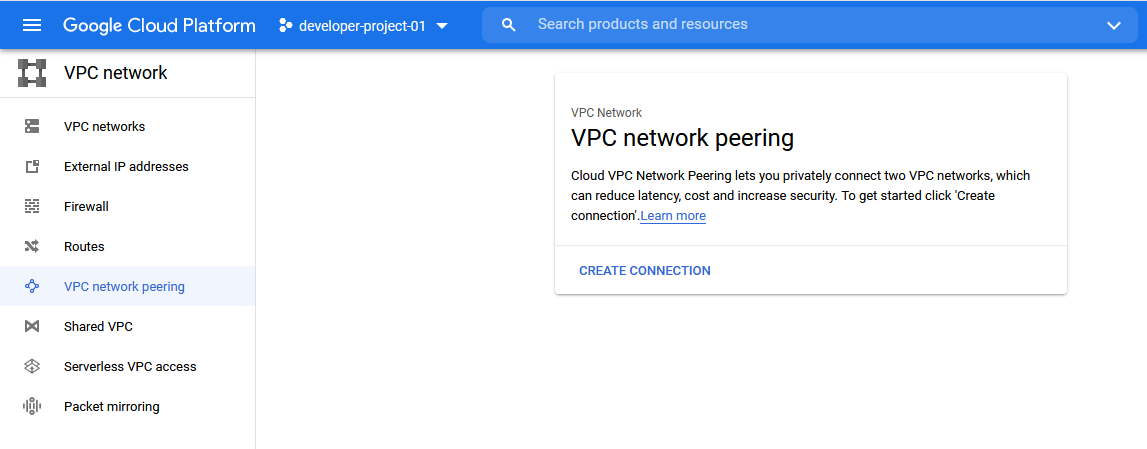 Google Cloud Platform
developer-project-01
Search products and resources
VPC network
VPC networks
External IP addresses
Firewall
Routes
VPC network peering
Shared VPC
Serverless VPC access
Packet mirroring
VPC Network
VPC network peering
Cloud VPC Network Peering lets you privately connect two VPC networks, which
can reduce latency, cost and increase security. To get started click 'Create
connection'.Learn more
CREATE CONNECTION